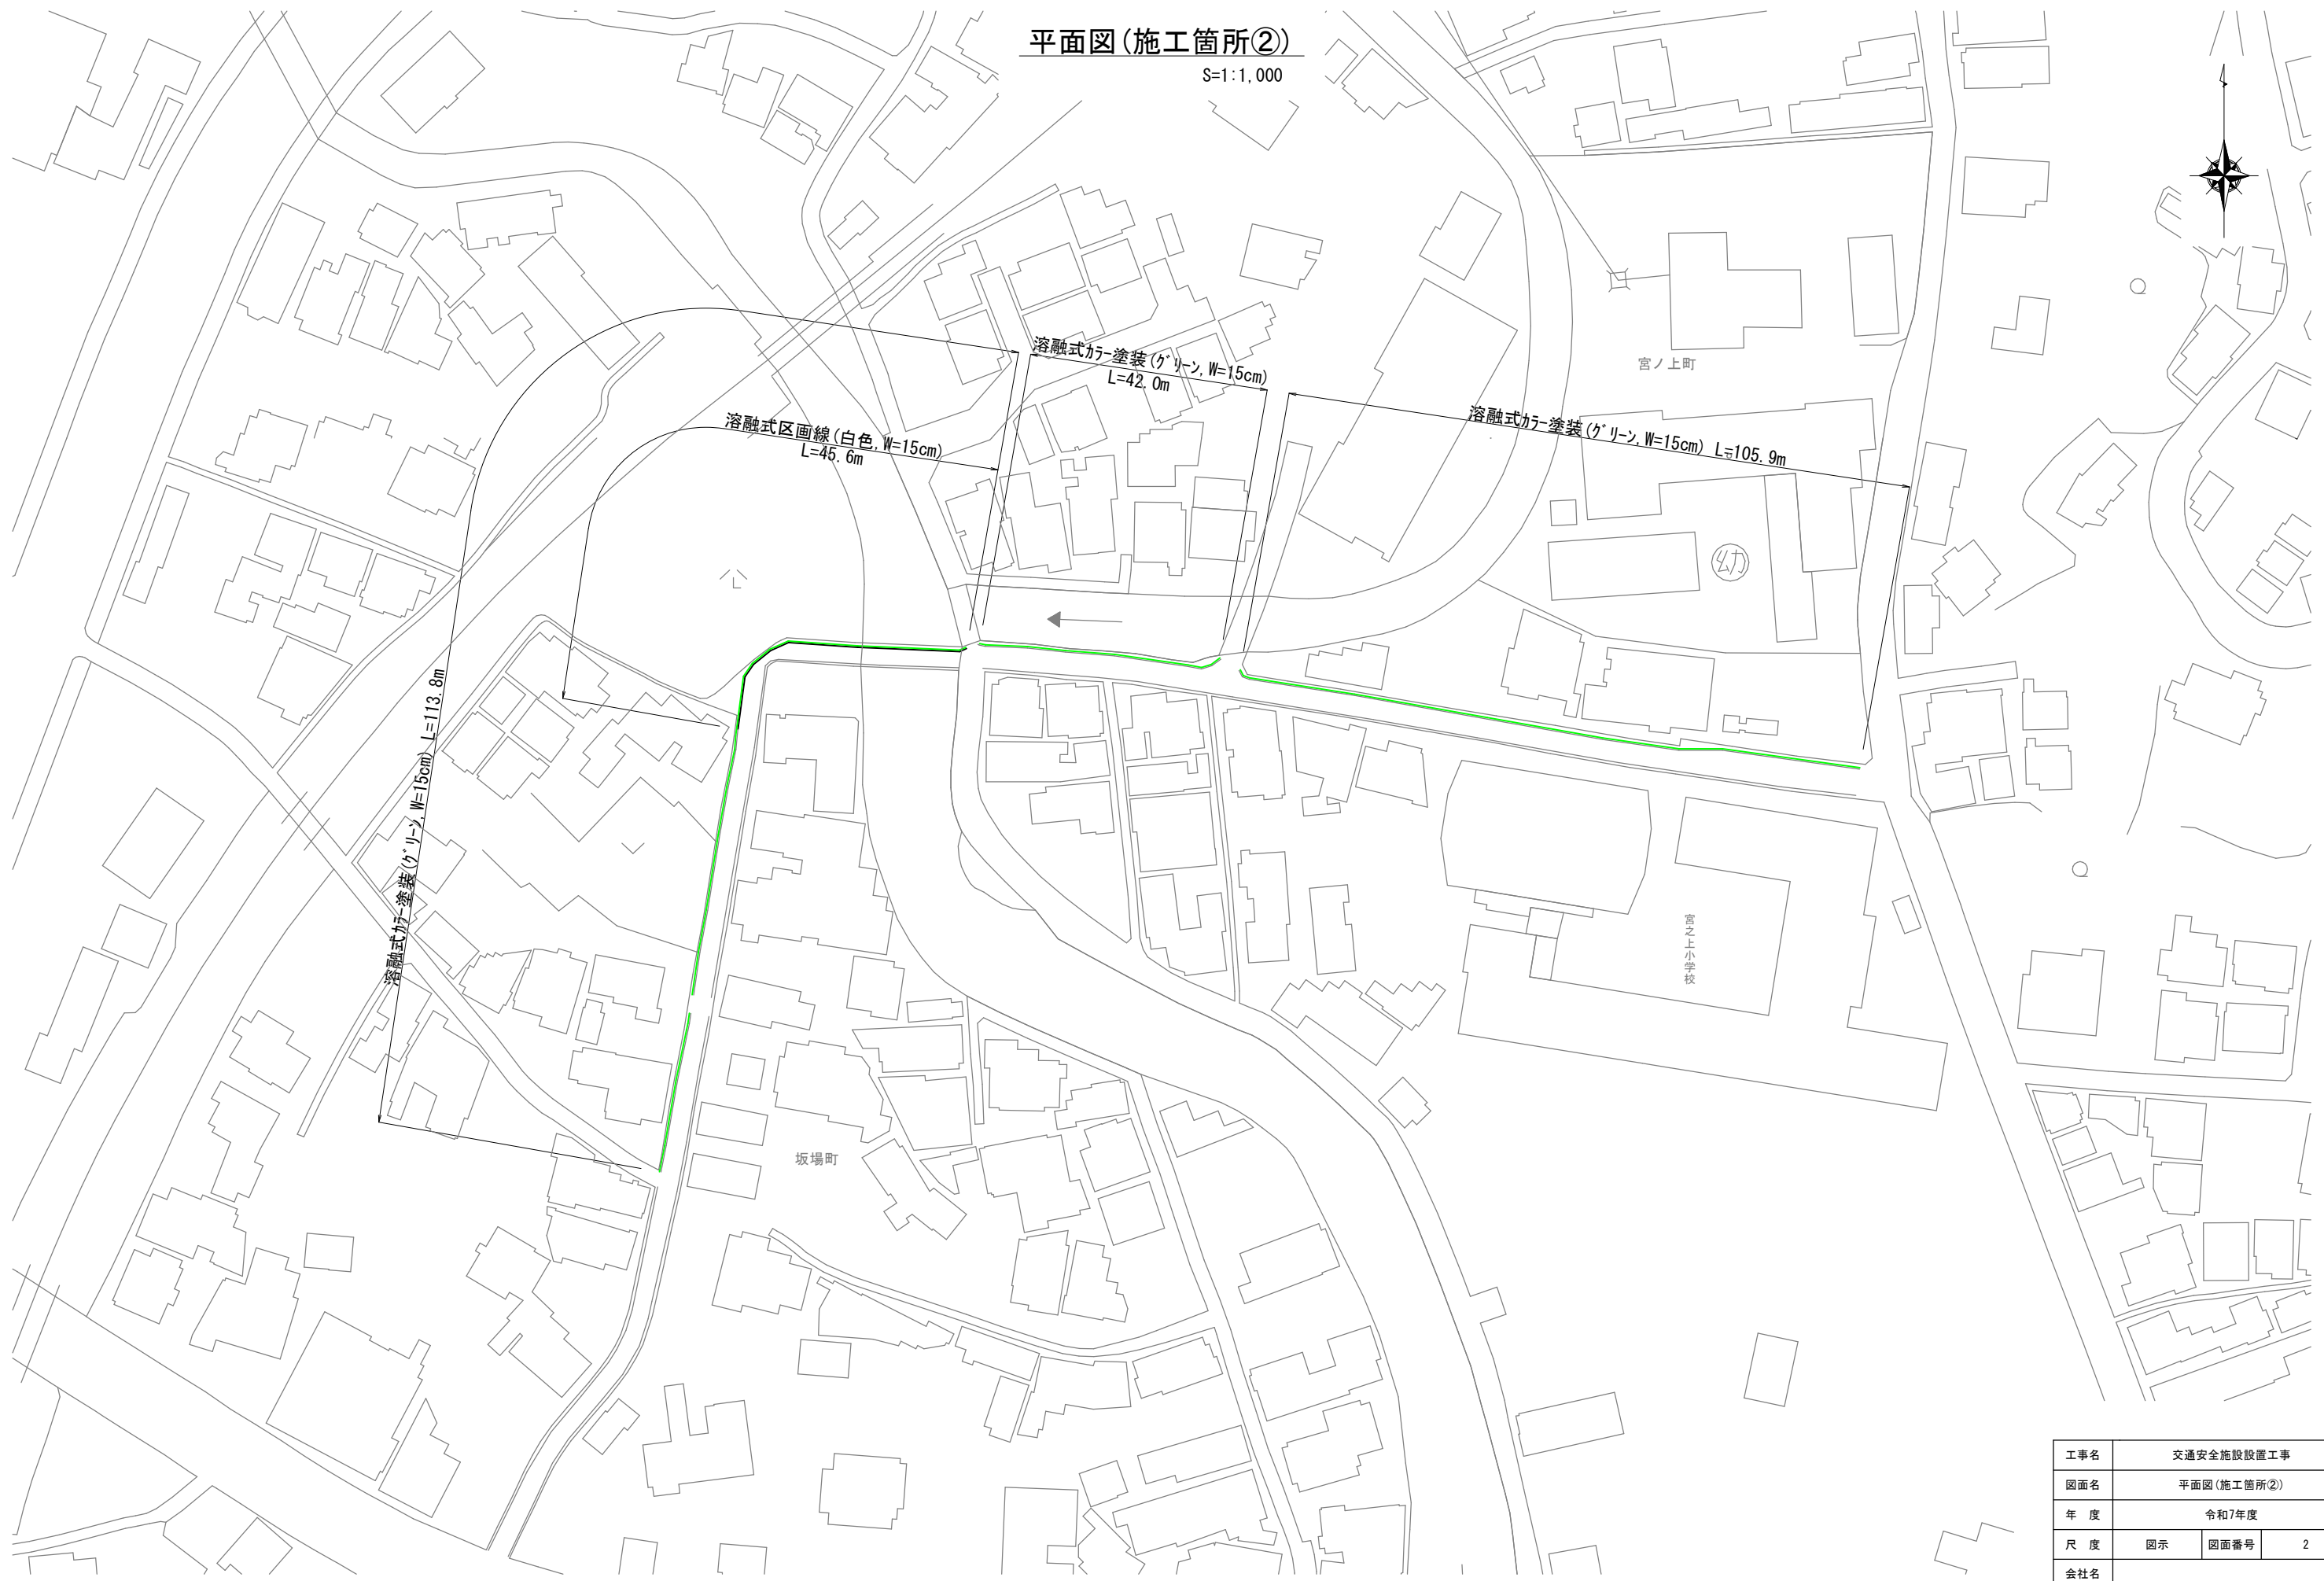 平面図(施工箇所②)
S=1:1,000
溶融式ｶﾗｰ塗装(ｸﾞﾘｰﾝ,W=15cm)
L=42.0m
宮ノ上町
溶融式区画線(白色,W=15cm)
L=45.6m
溶融式ｶﾗｰ塗装(ｸﾞﾘｰﾝ,W=15cm) L=105.9m
幼
溶融式ｶﾗｰ塗装(ｸﾞﾘｰﾝ,W=15cm) L=113.8m
宮之上小学校
坂場町
工事名 交通安全施設設置工事
図面名 平面図(施工箇所②)
年 度 令和7年度
尺 度 図示 図面番号 2
会社名